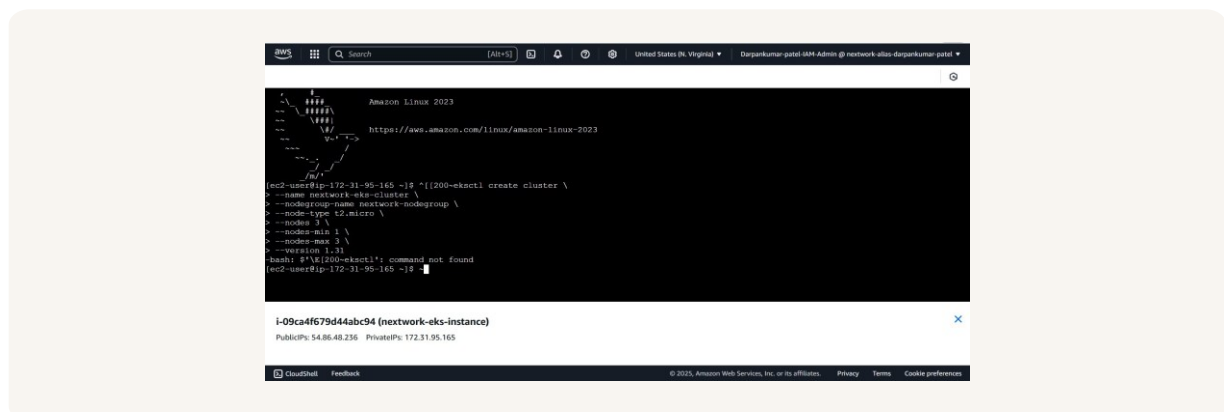 aws Search [Alt+S] United States (N. Virginia) ▼ Darpankumar-patel-IAM-Admin @ nextwork-alias-darpankumar-patel ▼
   ,     #_
   ~\_  ####_        Amazon Linux 2023
  ~~  \_#####\
  ~~     \###|
  ~~       \#/ ___   https://aws.amazon.com/linux/amazon-linux-2023
   ~~       V~' '->
    ~~~         /
      ~~._.   _/
         _/ _/
       _/m/'
[ec2-user@ip-172-31-95-165 ~]$ ^[[200~eksctl create cluster \
> --name nextwork-eks-cluster \
> --nodegroup-name nextwork-nodegroup \
> --node-type t2.micro \
> --nodes 3 \
> --nodes-min 1 \
> --nodes-max 3 \
> --version 1.31
-bash: $'\E[200~eksctl': command not found
[ec2-user@ip-172-31-95-165 ~]$ ~
i-09ca4f679d44abc94 (nextwork-eks-instance)
PublicIPs: 54.86.48.236 PrivateIPs: 172.31.95.165
CloudShell Feedback © 2025, Amazon Web Services, Inc. or its affiliates. Privacy Terms Cookie preferences